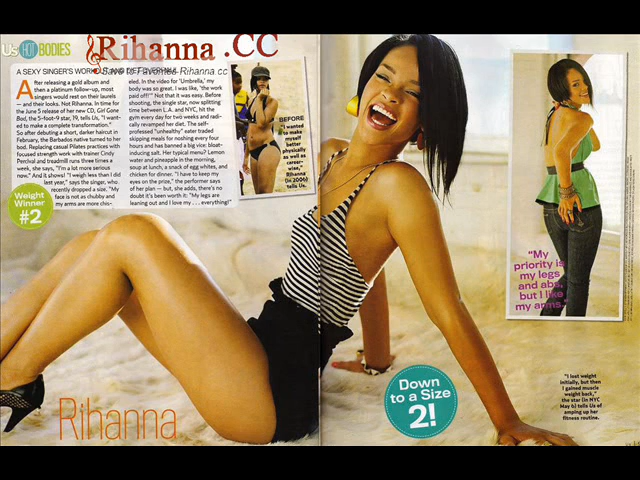 Us HOT BODIES
Rihanna .CC
Save to Favorites-Rihanna.cc
A SEXY SINGER'S WORKOUT AND DIET
After releasing a gold album and
then a platinum follow-up, most
singers would rest on their laurels
— and their looks. Not Rihanna. In time for
the June 5 release of her new CD, Girl Gone
Bad, the 5-foot-9 star, 19, tells Us, "I want-
ed to make a complete transformation."
So after debuting a short, darker haircut in
February, the Barbados native turned to her
bod. Replacing casual Pilates practices with
focused strength work with trainer Cindy
Percival and treadmill runs three times a
week, she says, "I'm a lot more serious
now." And it shows! "I weigh less than I did
last year," says the singer, who
recently dropped a size. "My
face is not as chubby and
my arms are more chis-
eled. In the video for 'Umbrella,' my
body was so great. I was like, 'the work
paid off!'" Not that it was easy. Before
shooting, the single star, now splitting
time between L.A. and NYC, hit the
gym every day for two weeks and radi-
cally revamped her diet. The self-
professed "unhealthy" eater traded
skipping meals for noshing every four
hours and has banned a big vice: bloat-
inducing salt. Her typical menu? Lemon
water and pineapple in the morning,
soup at lunch, a snack of egg whites, and
chicken for dinner. "I have to keep my
eyes on the prize," the performer says
of her plan — but, she adds, there's no
doubt it's been worth it: "My legs are
leaning out and I love my . . . everything!"
Weight
Winner
#2
BEFORE
"I wanted
to make
myself
better
physically
as well as
career-
wise,"
Rihanna
(in 2006)
tells Us.
"My
priority is
my legs
and abs,
but I like
my arms."
Rihanna
Down
to a Size
2!
"I lost weight
initially, but then
I gained muscle
weight back,"
the star (in NYC
May 6) tells Us of
amping up her
fitness routine.